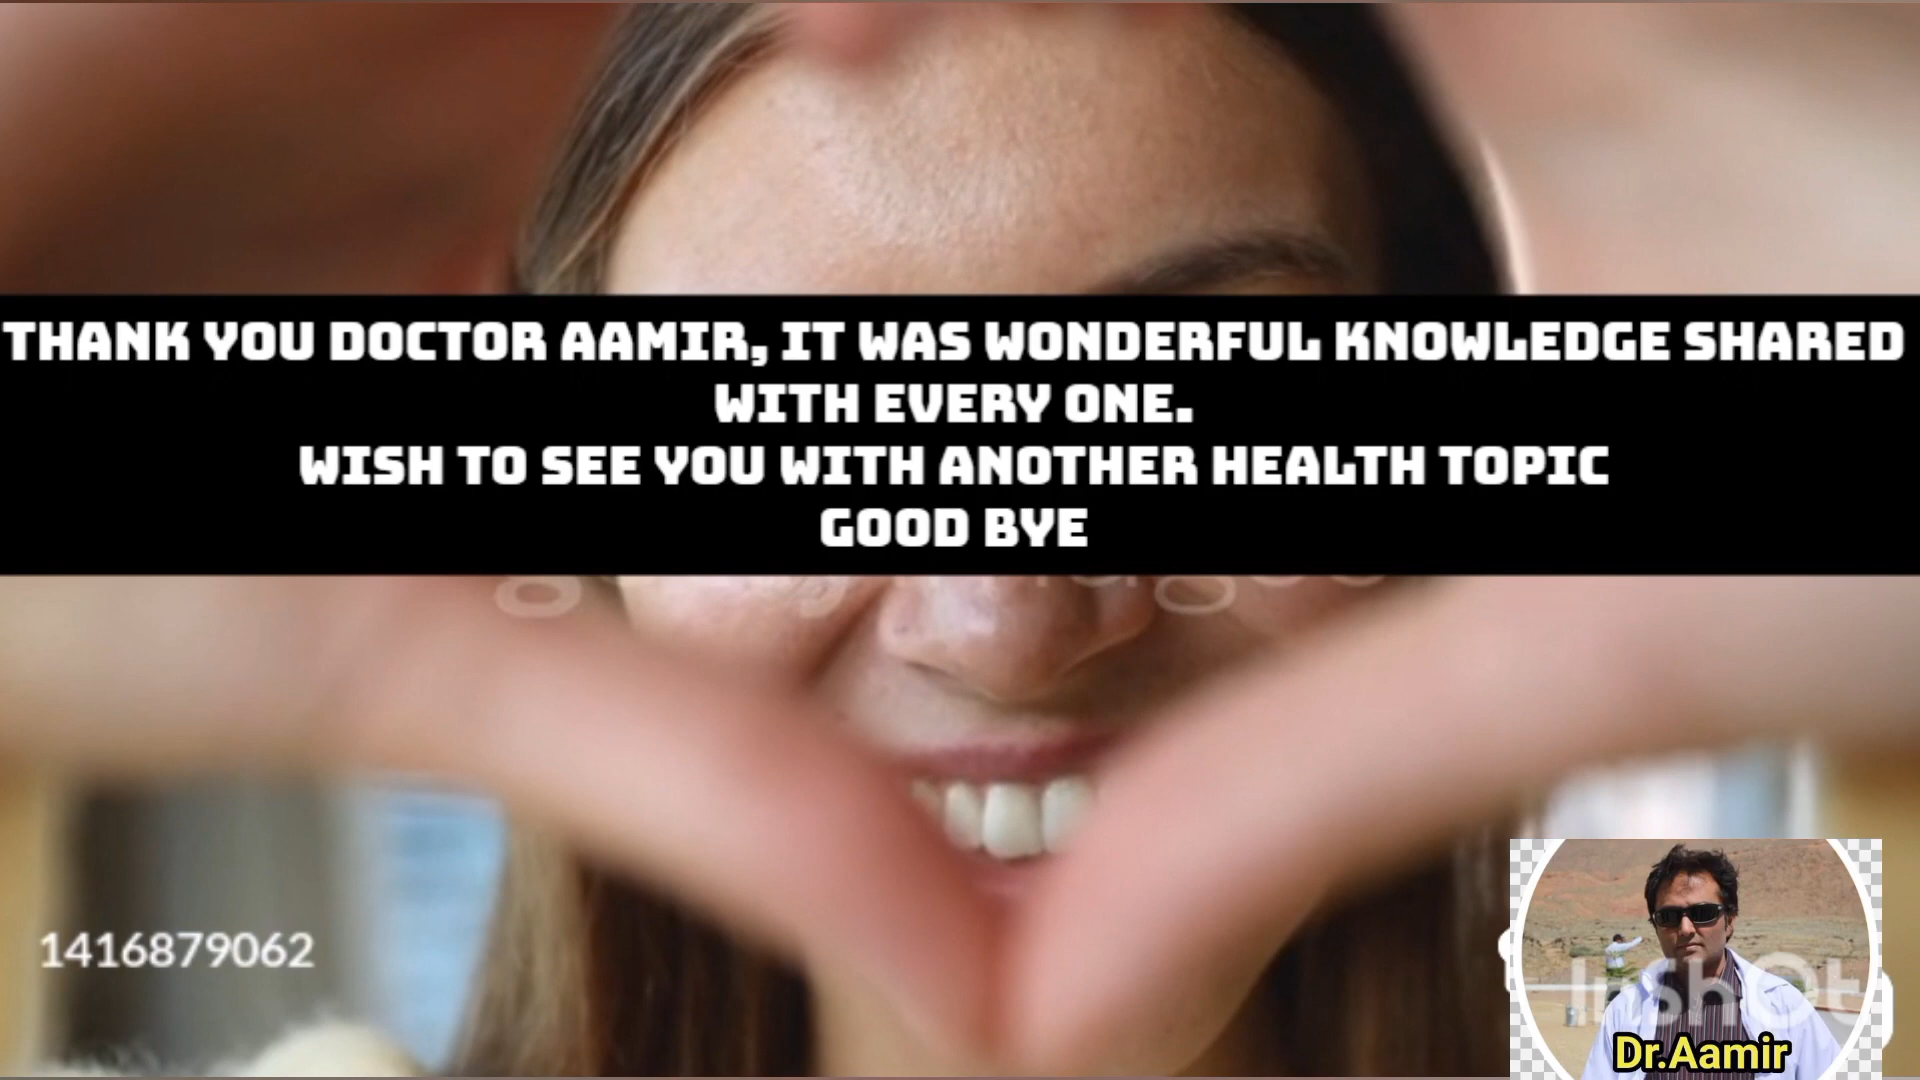 THANK YOU DOCTOR AAMIR, IT WAS WONDERFUL KNOWLEDGE SHARED
WITH EVERY ONE.
WISH TO SEE YOU WITH ANOTHER HEALTH TOPIC
GOOD BYE
1416879062
InShOt
Dr.Aamir